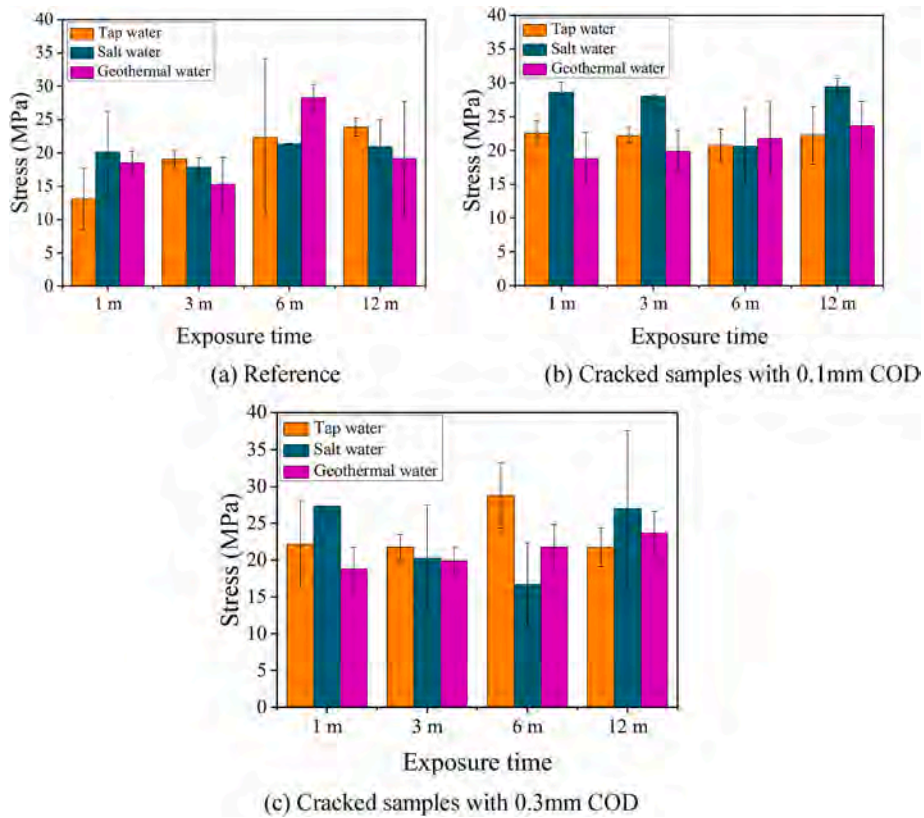 40
35
30
25
20
15
10
5
0
Stress (MPa)
Tap water
Salt water
Geothermal water
1 m
3 m
6 m
12 m
Exposure time
(a) Reference
40
35
30
25
20
15
10
5
0
Stress (MPa)
Tap water
Salt water
Geothermal water
1 m
3 m
6 m
12 m
Exposure time
(b) Cracked samples with 0.1mm COD
40
35
30
25
20
15
10
5
0
Stress (MPa)
Tap water
Salt water
Geothermal water
1 m
3 m
6 m
12 m
Exposure time
(c) Cracked samples with 0.3mm COD